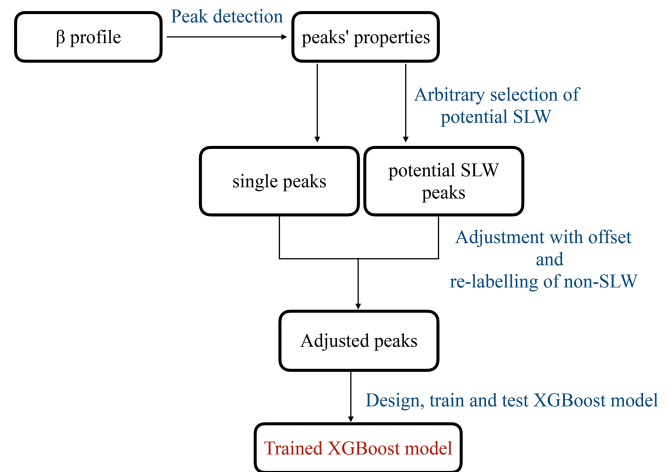 Peak detection
β profile
peaks' properties
Arbitrary selection of
potential SLW
single peaks
potential SLW
peaks
Adjustment with offset
and
re-labelling of non-SLW
Adjusted peaks
Design, train and test XGBoost model
Trained XGBoost model